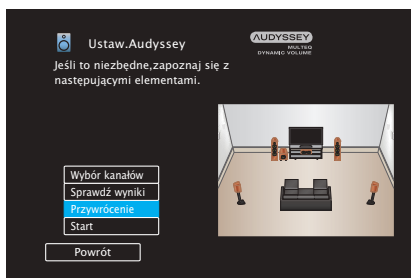 Ustaw.Audyssey
AUDYSSEY
MULTEQ
DYNAMIC VOLUME
Jeśli to niezbędne,zapoznaj się z
następującymi elementami.
Wybór kanałów
Sprawdź wyniki
Przywrócenie
Start
Powrót